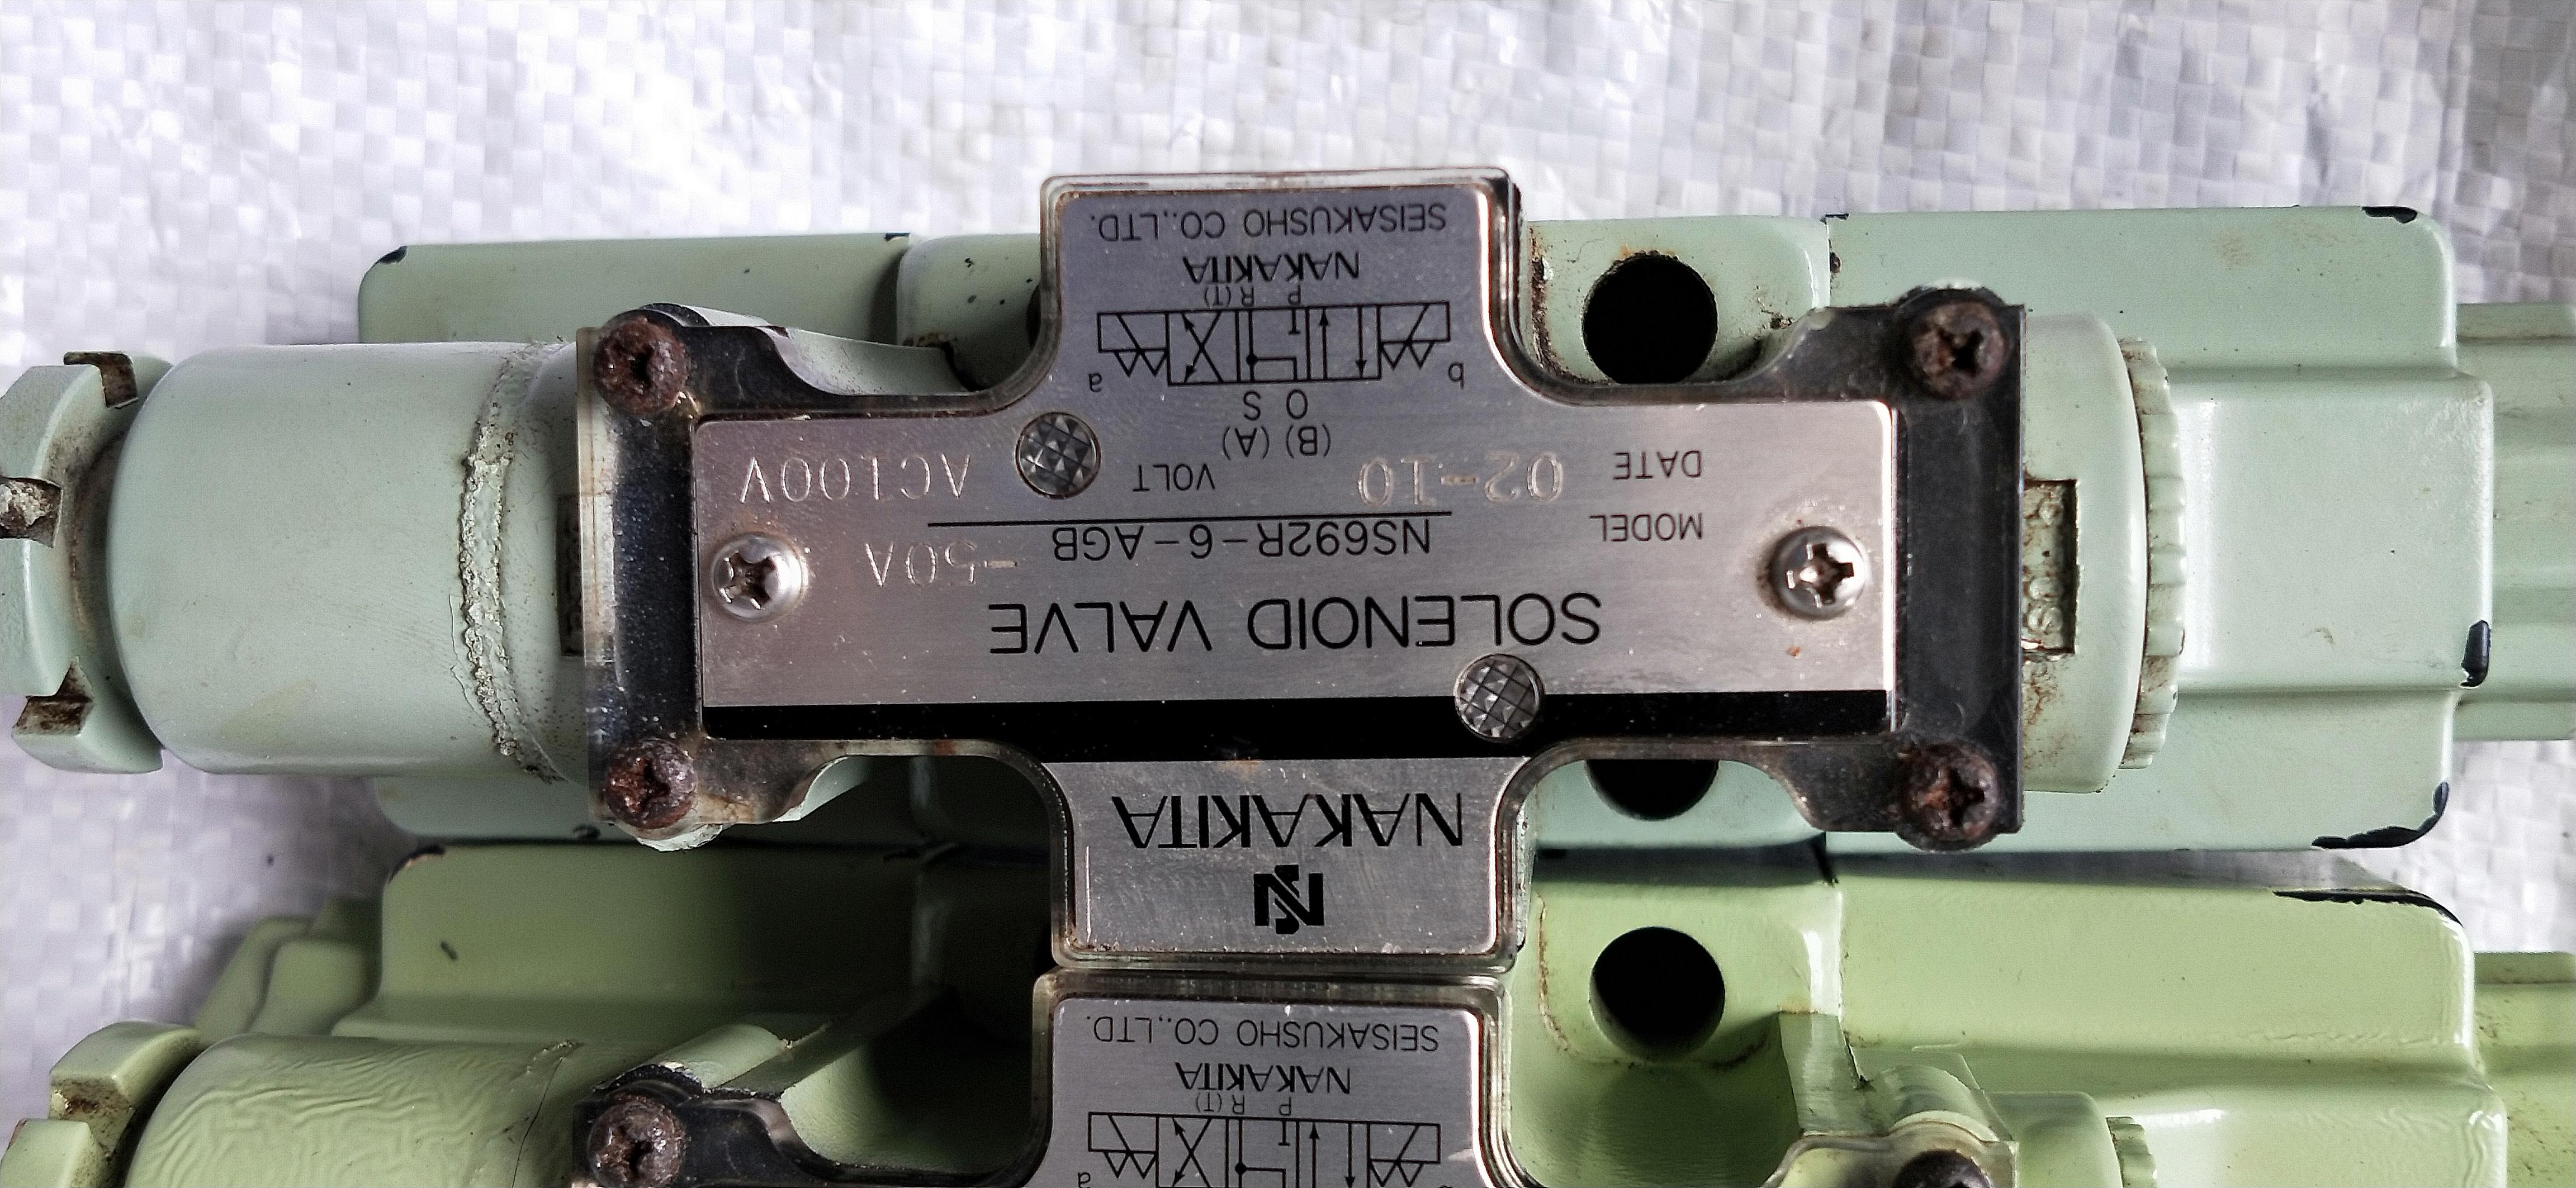 NAKAKITA
SOLENOID VALVE
MODEL NS692R-6-AGB -50A
DATE 02-10 VOLT AC100V
(B) (A)
O S
b a
P R(T)
NAKAKITA
SEISAKUSHO CO.,LTD.
a
P R(T)
NAKAKITA
SEISAKUSHO CO.,LTD.